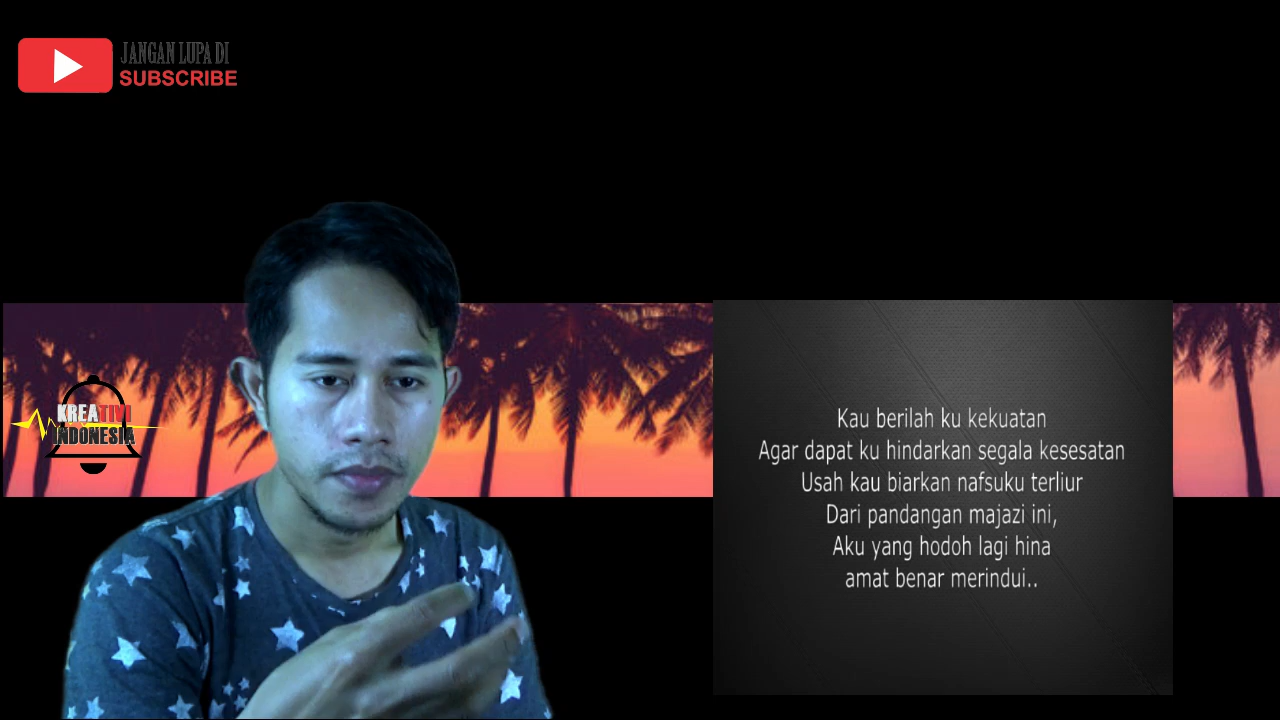 JANGAN LUPA DI
SUBSCRIBE
KREATIVI
INDONESIA
Kau berilah ku kekuatan
Agar dapat ku hindarkan segala kesesatan
Usah kau biarkan nafsuku terliur
Dari pandangan majazi ini,
Aku yang hodoh lagi hina
amat benar merindui..